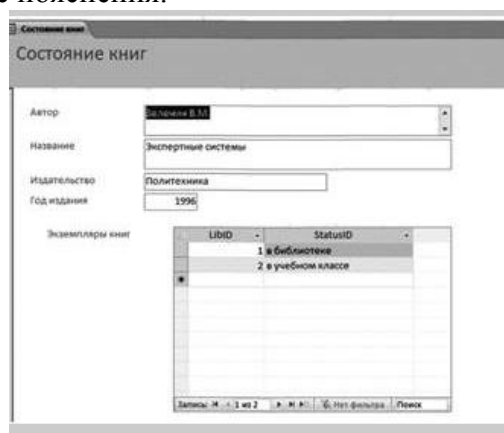 е пояснения.
Состояние книг
Состояние книг
Автор
Название Экспертные системы
Издательство Политехника
Год издания 1996
Экземпляры книг
LibID StatusID
1 в библиотеке
2 в учебном классе
Запись: 1 из 2 Нет фильтра Поиск